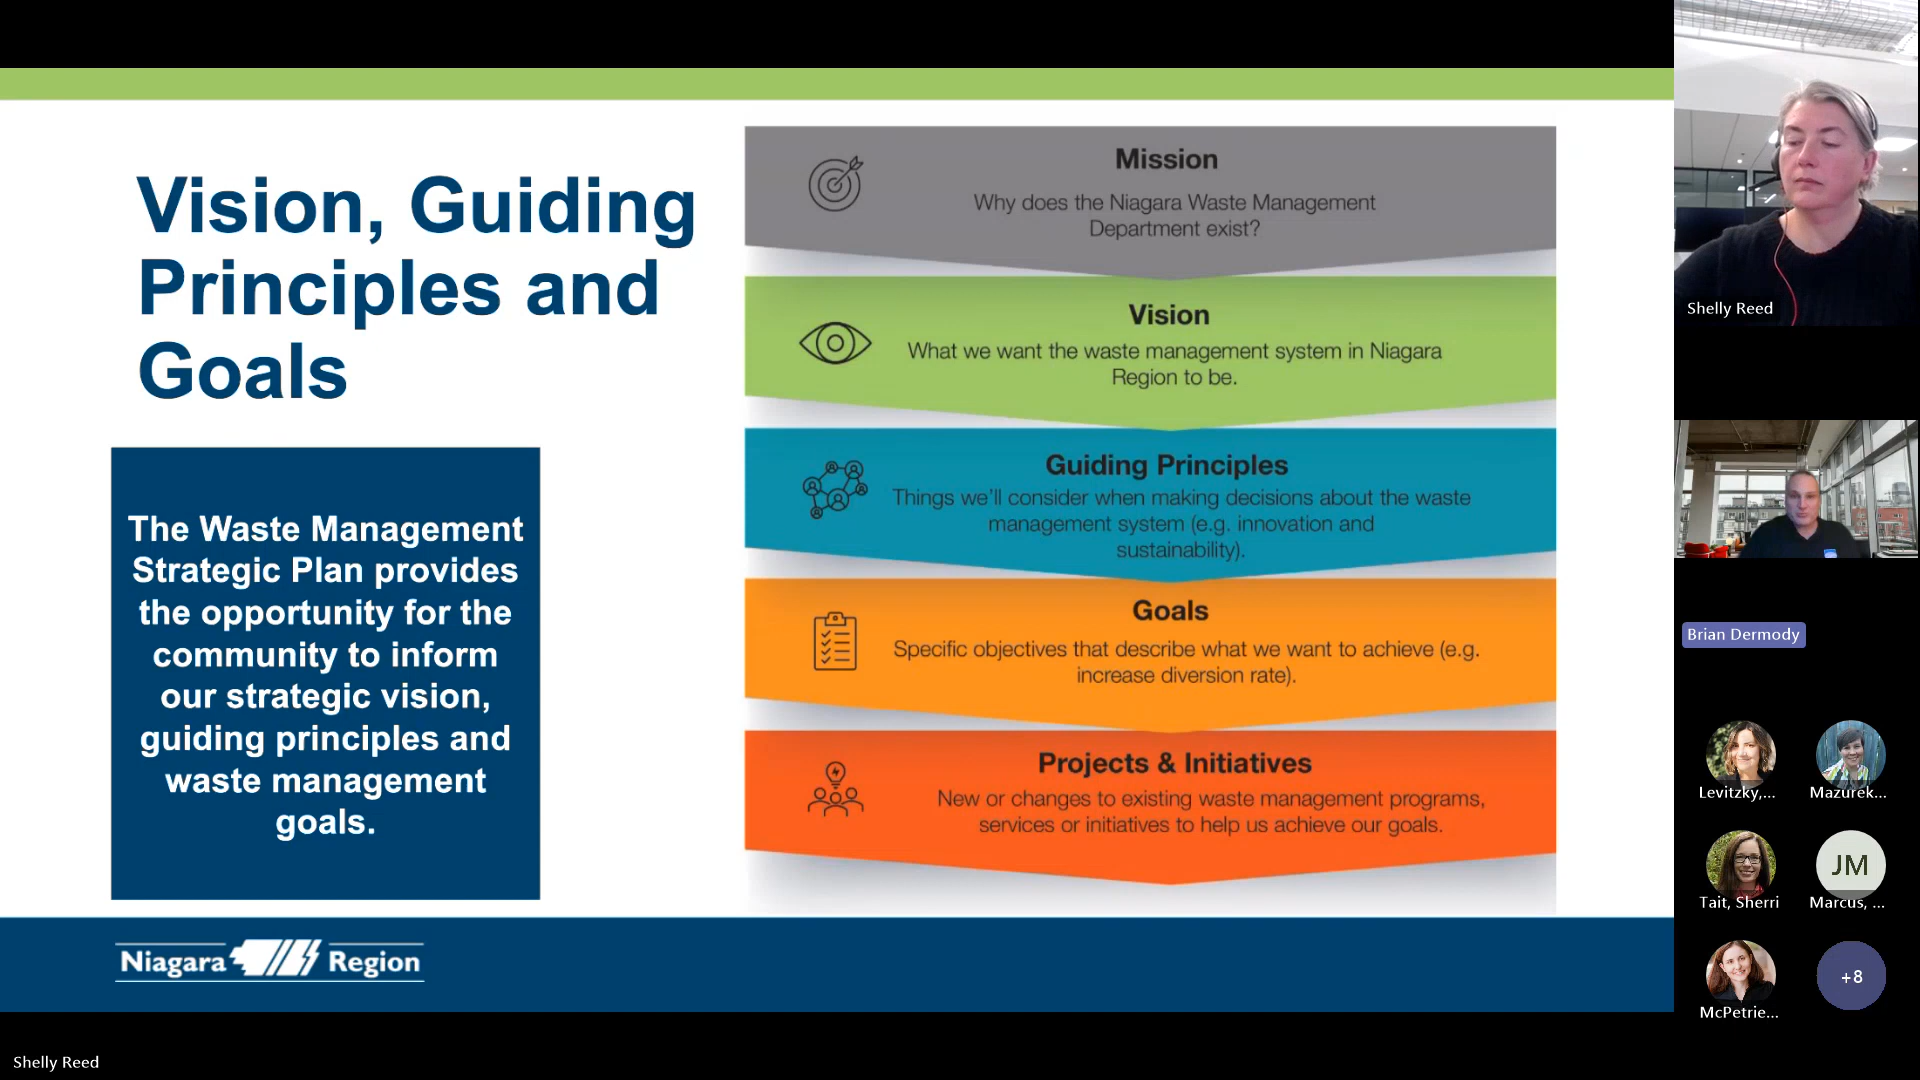 Vision, Guiding
Principles and
Goals
The Waste Management
Strategic Plan provides
the opportunity for the
community to inform
our strategic vision,
guiding principles and
waste management
goals.
Mission
Why does the Niagara Waste Management
Department exist?
Vision
What we want the waste management system in Niagara
Region to be.
Guiding Principles
Things we'll consider when making decisions about the waste
management system (e.g. innovation and
sustainability).
Goals
Specific objectives that describe what we want to achieve (e.g.
increase diversion rate).
Projects & Initiatives
New or changes to existing waste management programs,
services or initiatives to help us achieve our goals.
Niagara Region
Shelly Reed
Shelly Reed
Brian Dermody
Levitzky,...
Mazurek...
Tait, Sherri
JM
Marcus, ...
McPetrie...
+8